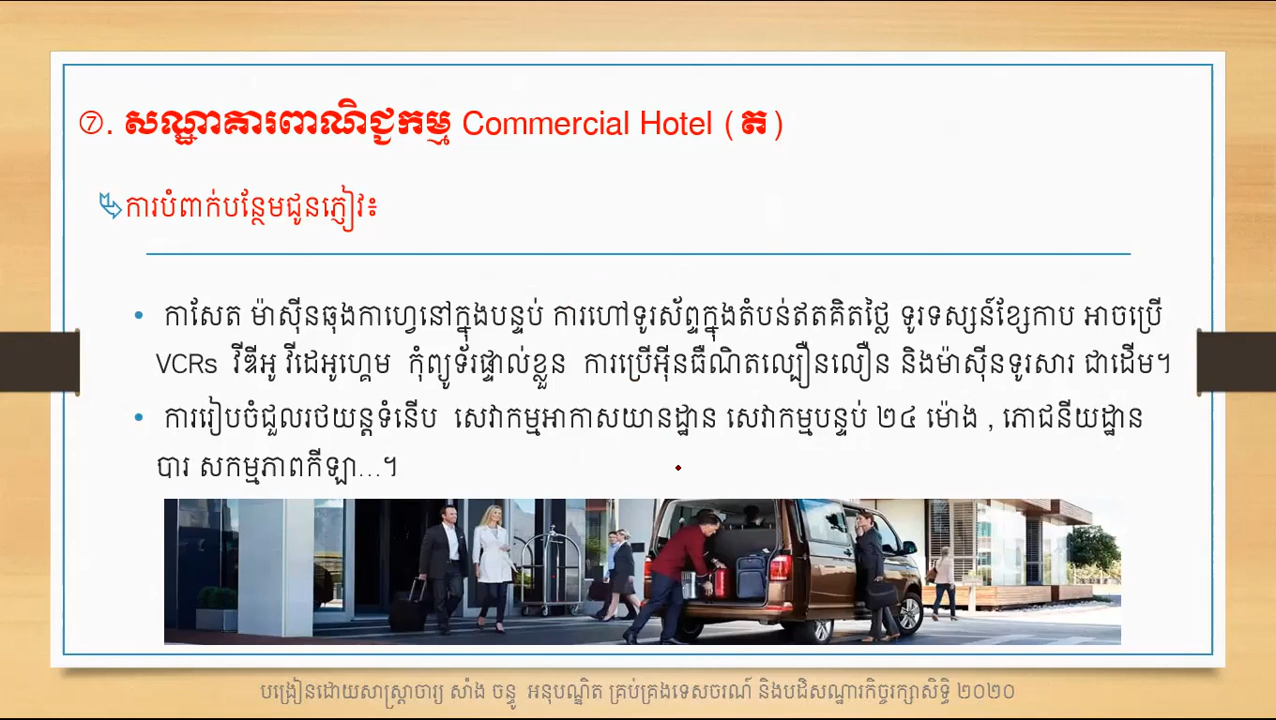 ⑦. សណ្ឋាគារពាណិជ្ជកម្ម Commercial Hotel (ត)
ការបំពាក់បន្ថែមជូនភ្ញៀវ៖
• កាសែត ម៉ាស៊ីនឆុងកាហ្វេនៅក្នុងបន្ទប់ ការហៅទូរស័ព្ទក្នុងតំបន់ឥតគិតថ្លៃ ទូរទស្សន៍ខ្សែកាប អាចប្រើ
VCRs វីឌីអូ វីដេអូហ្គេម កុំព្យូទ័រផ្ទាល់ខ្លួន ការប្រើអ៊ីនធឺណិតល្បឿនលឿន និងម៉ាស៊ីនទូរសារ ជាដើម។
• ការរៀបចំជួលរថយន្តទំនើប សេវាកម្មអាកាសយានដ្ឋាន សេវាកម្មបន្ទប់ ២៤ ម៉ោង , ភោជនីយដ្ឋាន
បារ សកម្មភាពកីឡា…។
បង្រៀនដោយសាស្ត្រាចារ្យ សាំង ចន្ធូ អនុបណ្ឌិត គ្រប់គ្រងទេសចរណ៍ និងបដិសណ្ឋារកិច្ចរក្សាសិទ្ធិ ២០២០